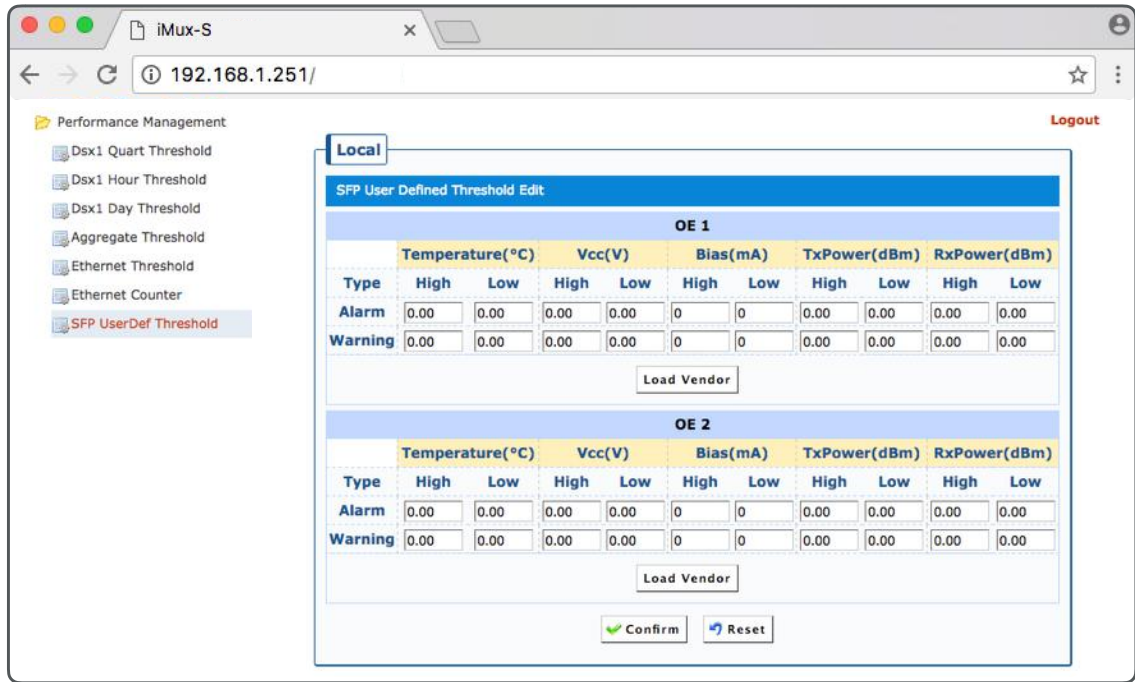 iMux-S
192.168.1.251/
Logout
Performance Management
Dsx1 Quart Threshold
Dsx1 Hour Threshold
Dsx1 Day Threshold
Aggregate Threshold
Ethernet Threshold
Ethernet Counter
SFP UserDef Threshold
Local
SFP User Defined Threshold Edit
OE 1
Temperature(°C) Vcc(V) Bias(mA) TxPower(dBm) RxPower(dBm)
Type High Low High Low High Low High Low High Low
Alarm 0.00 0.00 0.00 0.00 0 0 0.00 0.00 0.00 0.00
Warning 0.00 0.00 0.00 0.00 0 0 0.00 0.00 0.00 0.00
Load Vendor
OE 2
Temperature(°C) Vcc(V) Bias(mA) TxPower(dBm) RxPower(dBm)
Type High Low High Low High Low High Low High Low
Alarm 0.00 0.00 0.00 0.00 0 0 0.00 0.00 0.00 0.00
Warning 0.00 0.00 0.00 0.00 0 0 0.00 0.00 0.00 0.00
Load Vendor
Confirm Reset